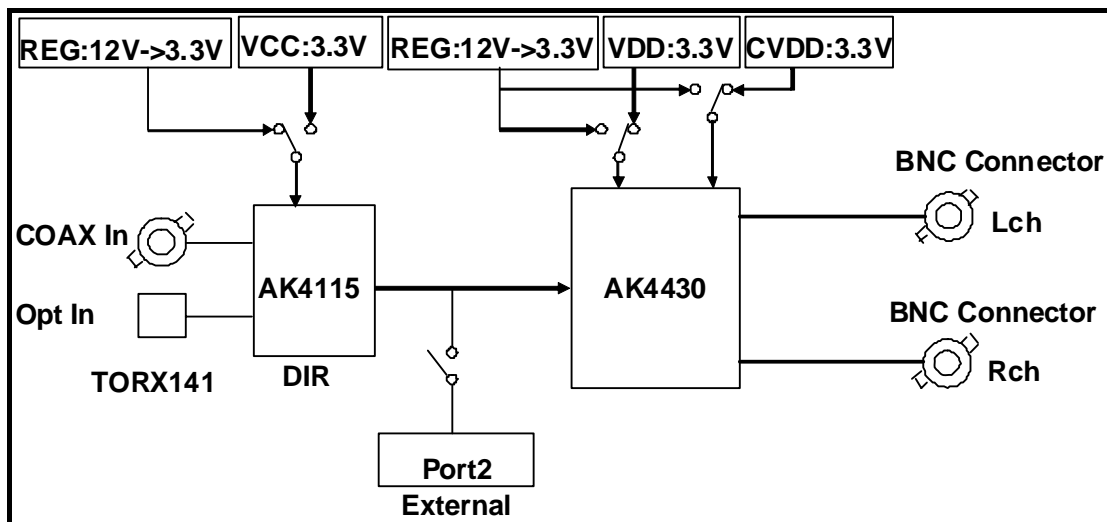 REG:12V->3.3V
VCC:3.3V
REG:12V->3.3V
VDD:3.3V
CVDD:3.3V
BNC Connector
Lch
COAX In
AK4115
AK4430
Opt In
BNC Connector
TORX141
DIR
Rch
Port2
External